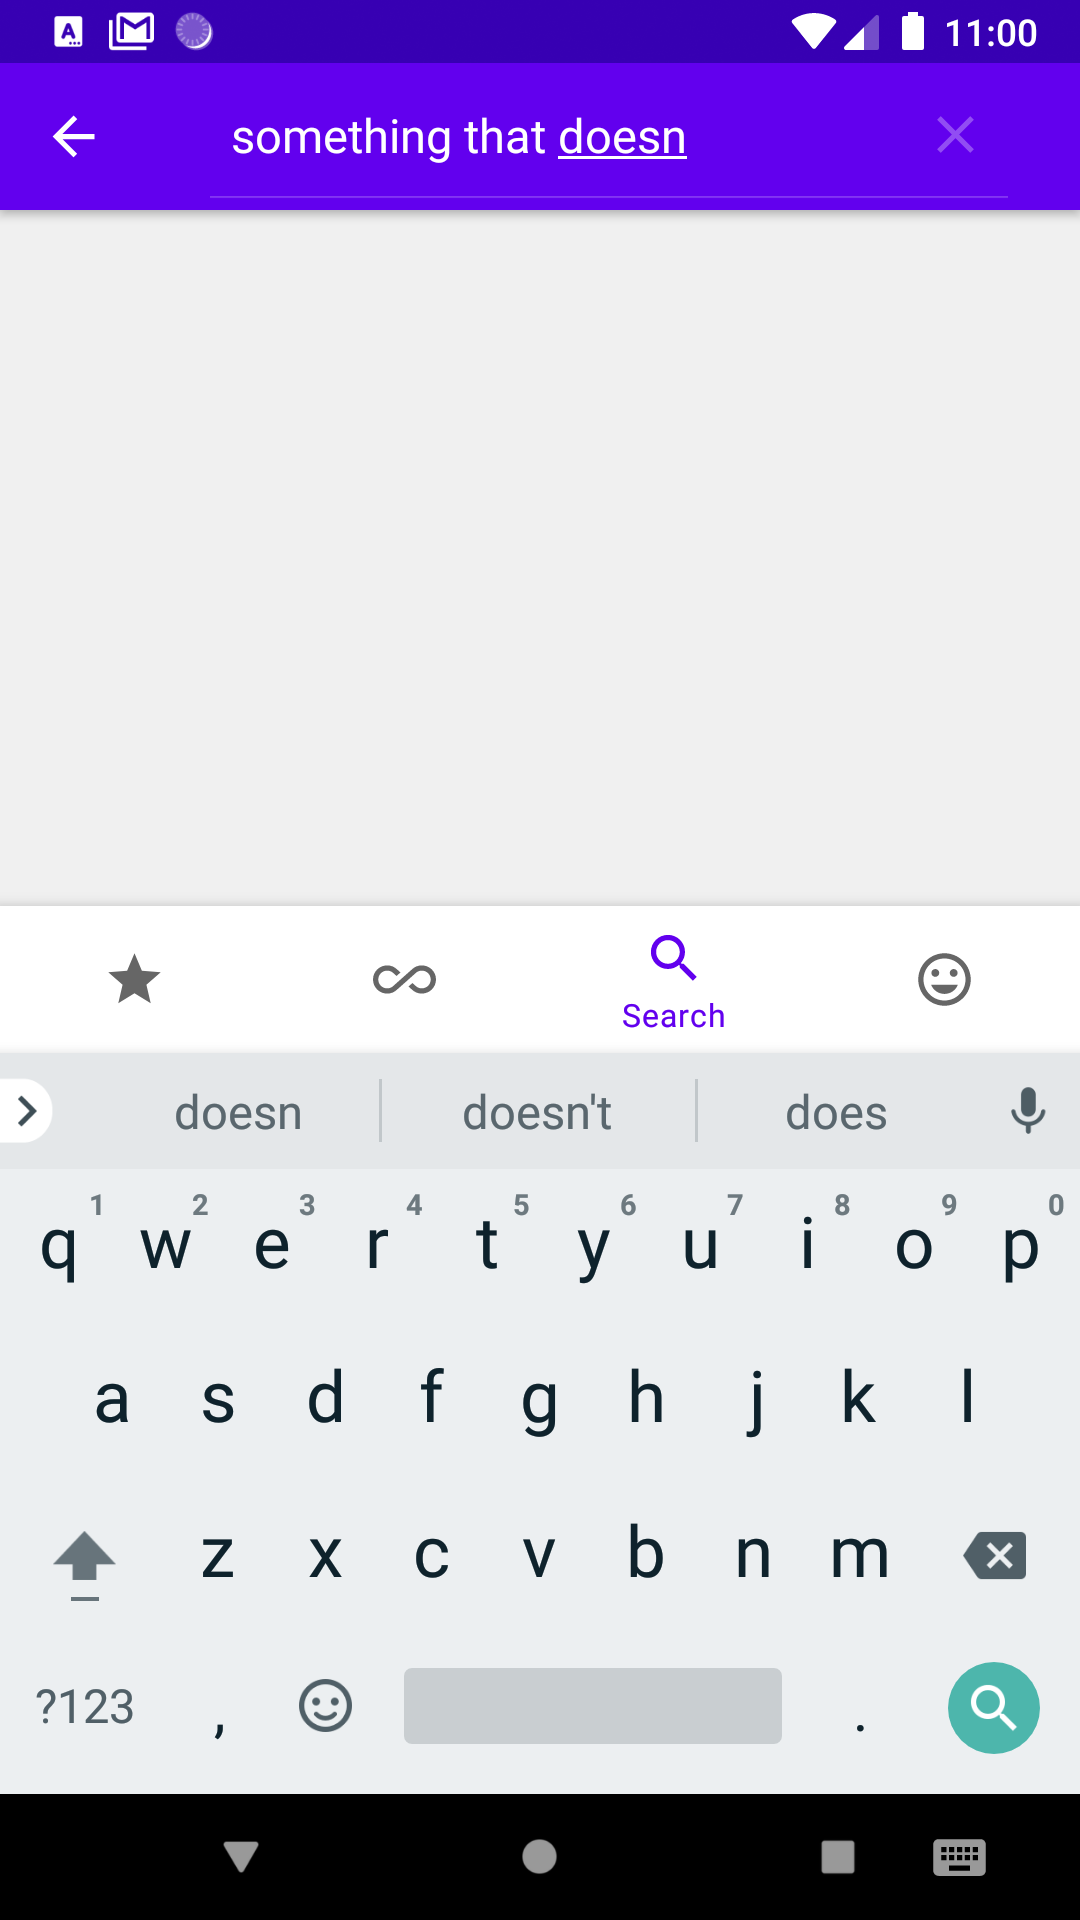 11:00
something that doesn
Search
doesn doesn't does
1 2 3 4 5 6 7 8 9 0
q w e r t y u i o p
a s d f g h j k l
z x c v b n m
?123 , .